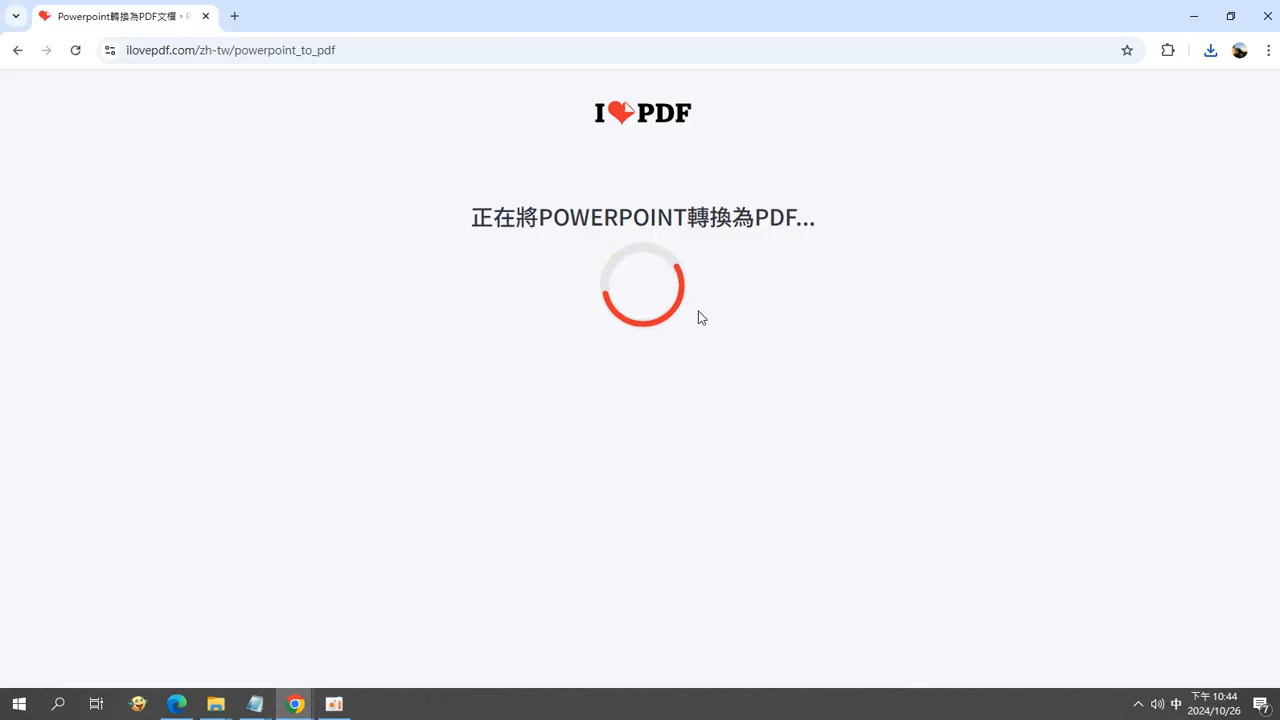 Powerpoint轉換為PDF文檔。P
ilovepdf.com/zh-tw/powerpoint_to_pdf
I PDF
正在將POWERPOINT轉換為PDF...
中
下午 10:44
2024/10/26
7